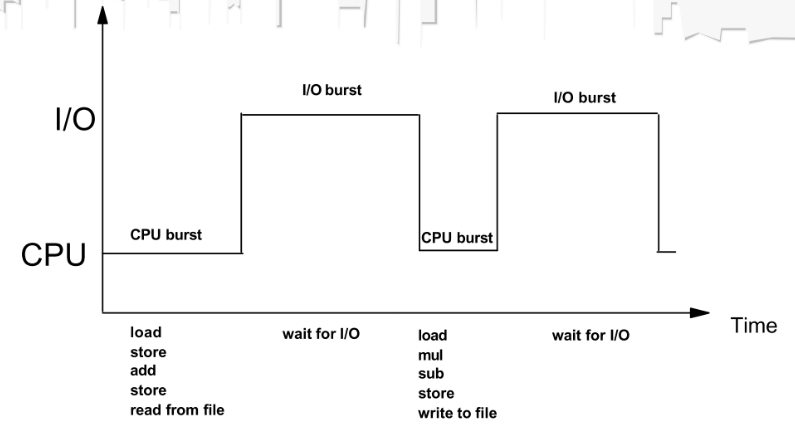 I/O burst
I/O burst
I/O
CPU burst
CPU burst
CPU
Time
load
store
add
store
read from file
wait for I/O
load
mul
sub
store
write to file
wait for I/O